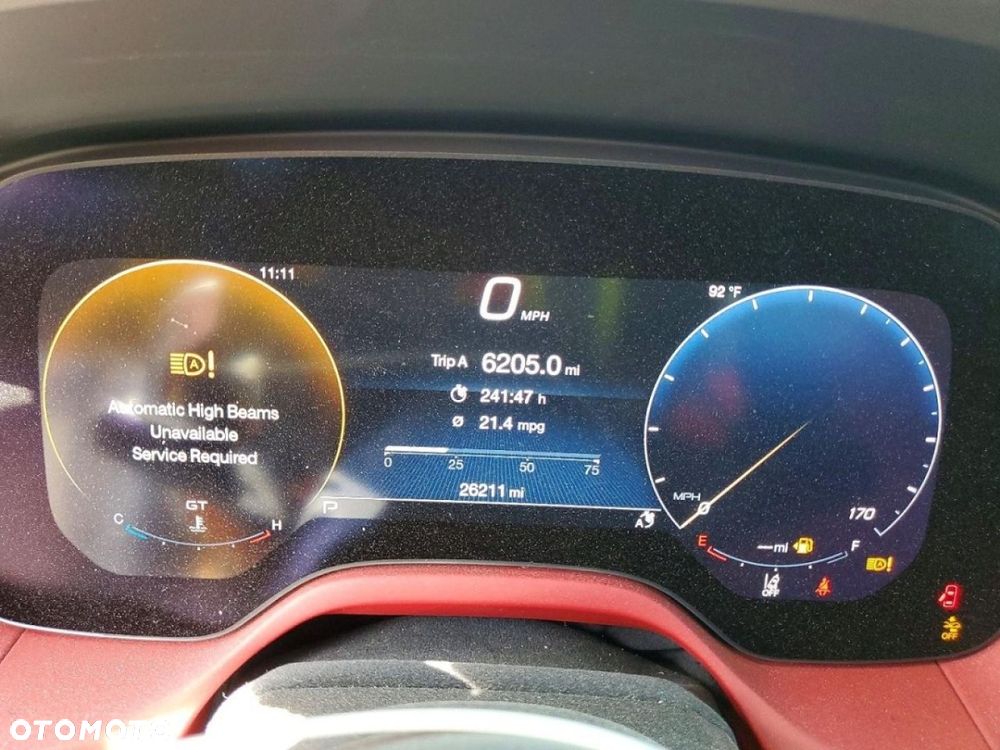 11:11
0 MPH
92 °F
Trip A 6205.0 mi
241:47 h
Ø 21.4 mpg
0 25 50 75
26211 mi
A !
Automatic High Beams
Unavailable
Service Required
GT
C H
P
A
MPH
170
E --- mi F
A !
OFF
OFF
OTOMOTO